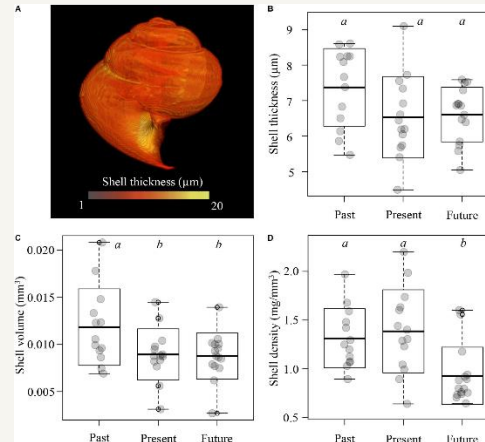 A
Shell thickness (µm)
1 20
B
Shell thickness (µm)
9
8
7
6
5
a a a
Past Present Future
C
Shell volume (mm³)
0.020
0.015
0.010
0.005
a b b
Past Present Future
D
Shell density (mg/mm³)
2.0
1.5
1.0
0.5
a a b
Past Present Future